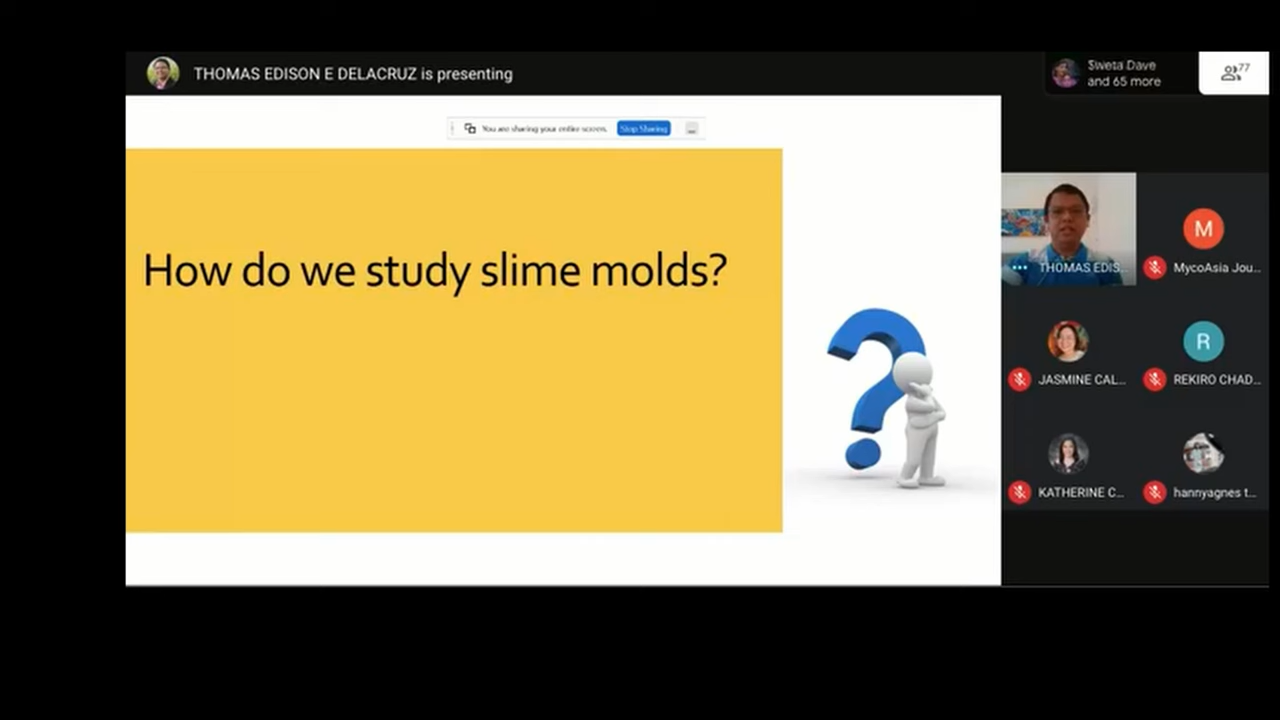 THOMAS EDISON E DELACRUZ is presenting
Sweta Dave
and 65 more
77
You are sharing your entire screen.
Stop Sharing
How do we study slime molds?
THOMAS EDIS...
M
MycoAsia Jou...
JASMINE CAL...
R
REKIRO CHAD...
KATHERINE C...
hannyagnes t...